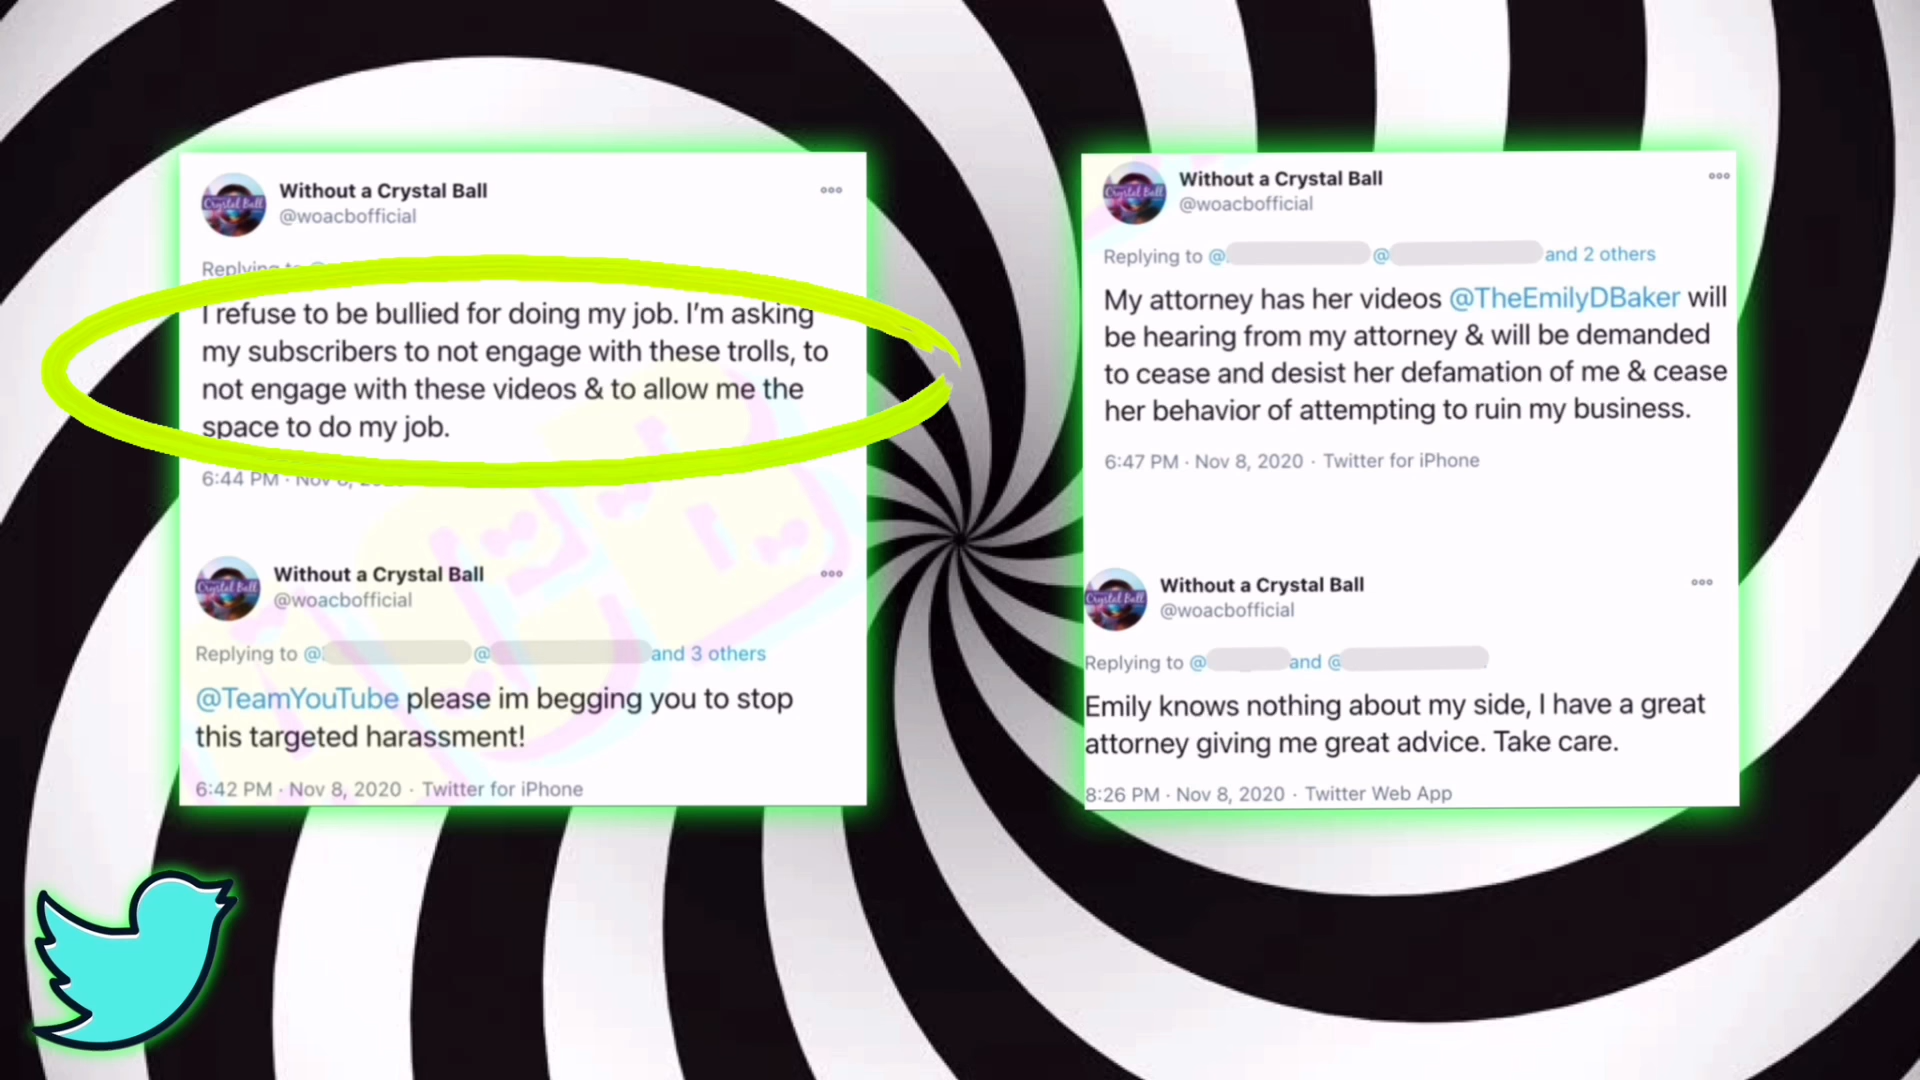 Without a Crystal Ball
@woacbofficial
Replying to @
I refuse to be bullied for doing my job. I'm asking
my subscribers to not engage with these trolls, to
not engage with these videos & to allow me the
space to do my job.
6:44 PM · Nov 8,
Without a Crystal Ball
@woacbofficial
Replying to @ @ and 3 others
@TeamYouTube please im begging you to stop
this targeted harassment!
6:42 PM · Nov 8, 2020 · Twitter for iPhone
Without a Crystal Ball
@woacbofficial
Replying to @ @ and 2 others
My attorney has her videos @TheEmilyDBaker will
be hearing from my attorney & will be demanded
to cease and desist her defamation of me & cease
her behavior of attempting to ruin my business.
6:47 PM · Nov 8, 2020 · Twitter for iPhone
Without a Crystal Ball
@woacbofficial
Replying to @ and @
Emily knows nothing about my side, I have a great
attorney giving me great advice. Take care.
8:26 PM · Nov 8, 2020 · Twitter Web App